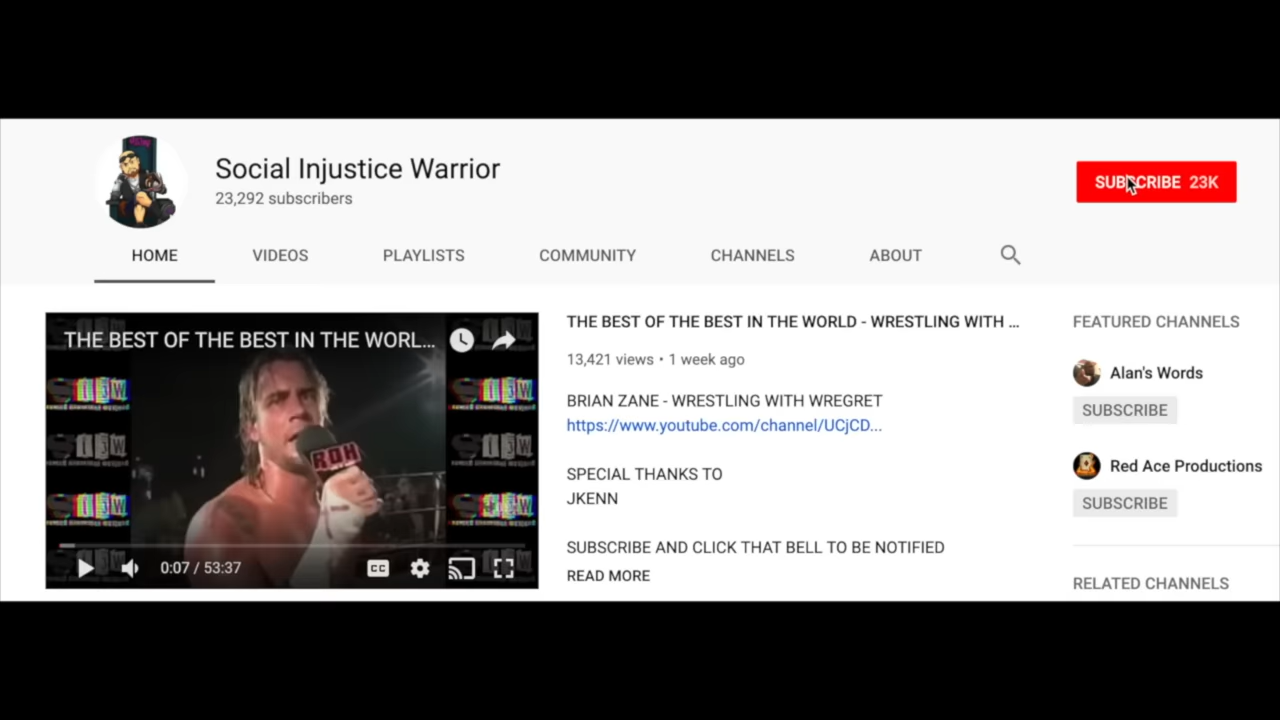 Social Injustice Warrior
23,292 subscribers
SUBSCRIBE 23K
HOME VIDEOS PLAYLISTS COMMUNITY CHANNELS ABOUT
THE BEST OF THE BEST IN THE WORL...
ROH
0:07 / 53:37
CC
THE BEST OF THE BEST IN THE WORLD - WRESTLING WITH ...
13,421 views • 1 week ago
BRIAN ZANE - WRESTLING WITH WREGRET
https://www.youtube.com/channel/UCjCD...
SPECIAL THANKS TO
JKENN
SUBSCRIBE AND CLICK THAT BELL TO BE NOTIFIED
READ MORE
FEATURED CHANNELS
Alan's Words
SUBSCRIBE
Red Ace Productions
SUBSCRIBE
RELATED CHANNELS